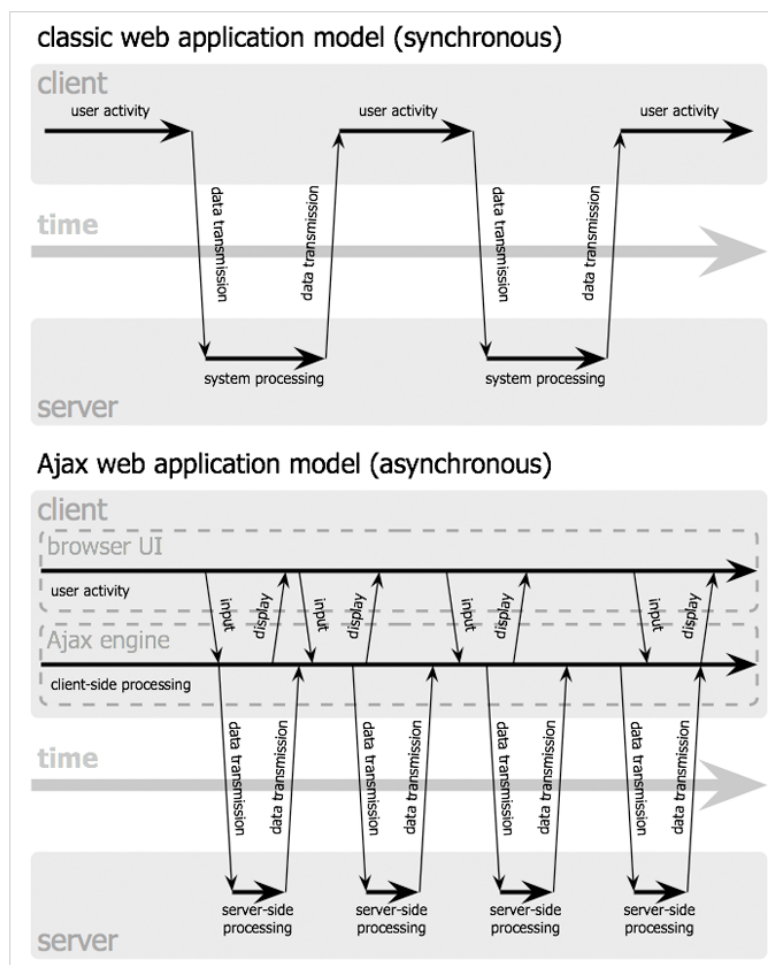 classic web application model (synchronous)
client
user activity
user activity
user activity
data transmission
data transmission
data transmission
data transmission
time
system processing
system processing
server
Ajax web application model (asynchronous)
client
browser UI
user activity
input
display
input
display
input
display
input
display
Ajax engine
client-side processing
data transmission
data transmission
data transmission
data transmission
data transmission
data transmission
data transmission
data transmission
time
server-side
processing
server-side
processing
server-side
processing
server-side
processing
server